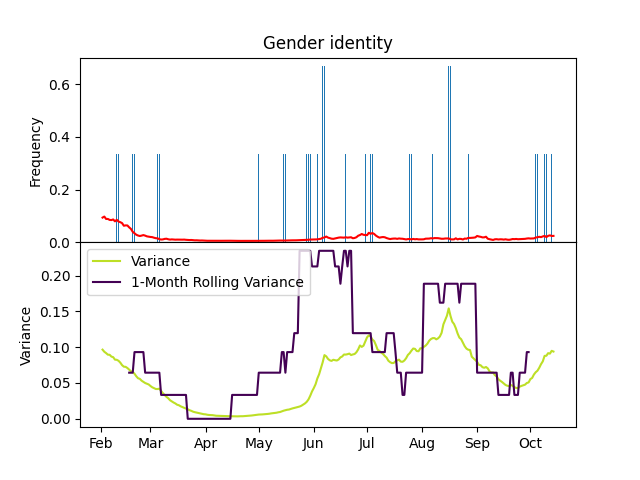 Gender identity
0.6
0.4
0.2
0.0
Frequency
Variance
1-Month Rolling Variance
0.20
0.15
0.10
0.05
0.00
Variance
Feb Mar Apr May Jun Jul Aug Sep Oct